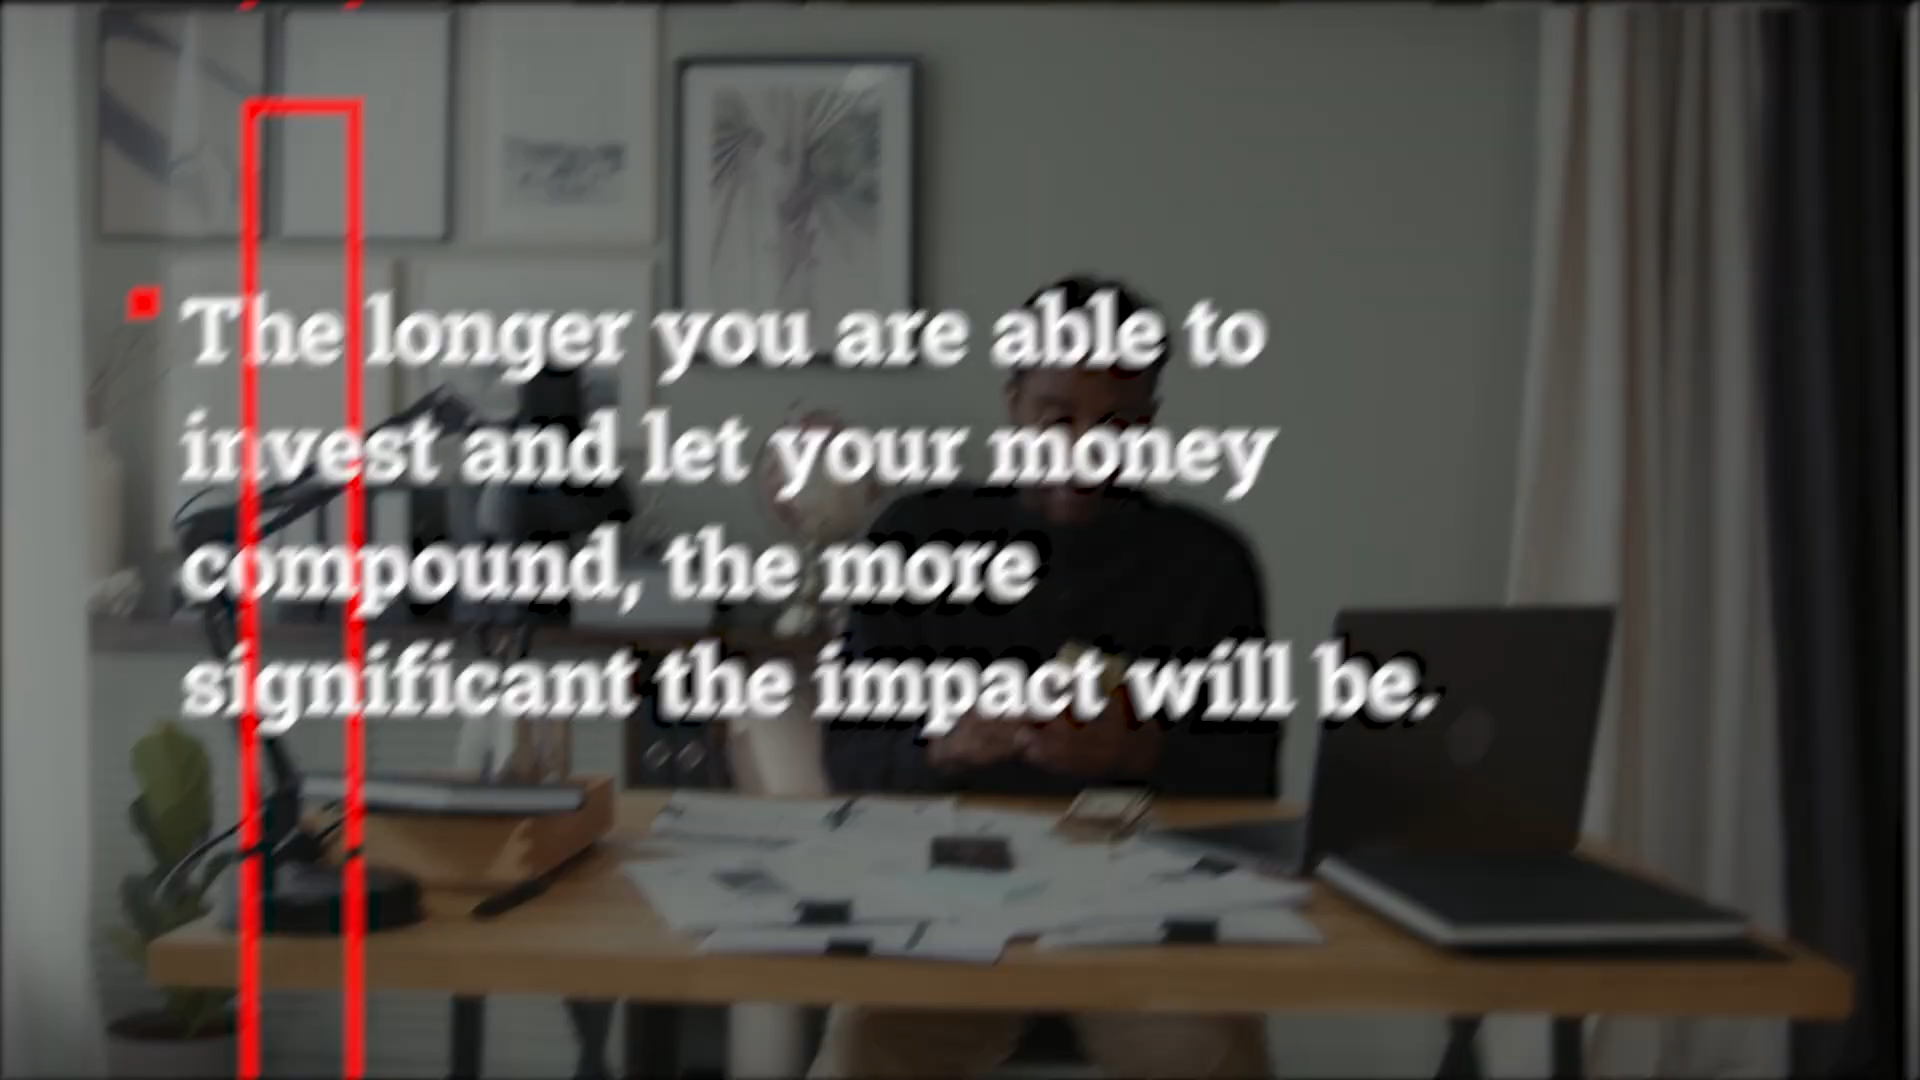 The longer you are able to
invest and let your money
compound, the more
significant the impact will be.